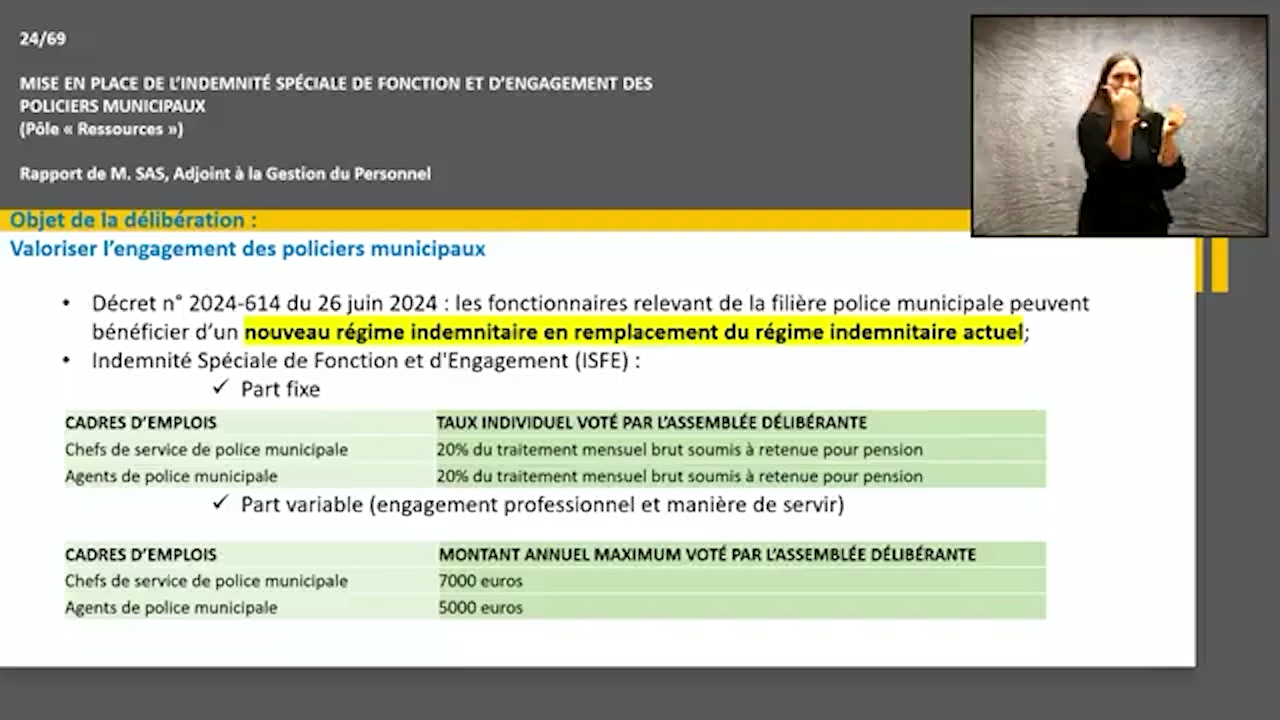 24/69
MISE EN PLACE DE L'INDEMNITÉ SPÉCIALE DE FONCTION ET D'ENGAGEMENT DES
POLICIERS MUNICIPAUX
(Pôle « Ressources »)
Rapport de M. SAS, Adjoint à la Gestion du Personnel
Objet de la délibération :
Valoriser l'engagement des policiers municipaux
• Décret n° 2024-614 du 26 juin 2024 : les fonctionnaires relevant de la filière police municipale peuvent
bénéficier d'un nouveau régime indemnitaire en remplacement du régime indemnitaire actuel;
• Indemnité Spéciale de Fonction et d'Engagement (ISFE) :
✓ Part fixe
CADRES D'EMPLOIS TAUX INDIVIDUEL VOTÉ PAR L'ASSEMBLÉE DÉLIBÉRANTE
Chefs de service de police municipale 20% du traitement mensuel brut soumis à retenue pour pension
Agents de police municipale 20% du traitement mensuel brut soumis à retenue pour pension
✓ Part variable (engagement professionnel et manière de servir)
CADRES D'EMPLOIS MONTANT ANNUEL MAXIMUM VOTÉ PAR L'ASSEMBLÉE DÉLIBÉRANTE
Chefs de service de police municipale 7000 euros
Agents de police municipale 5000 euros